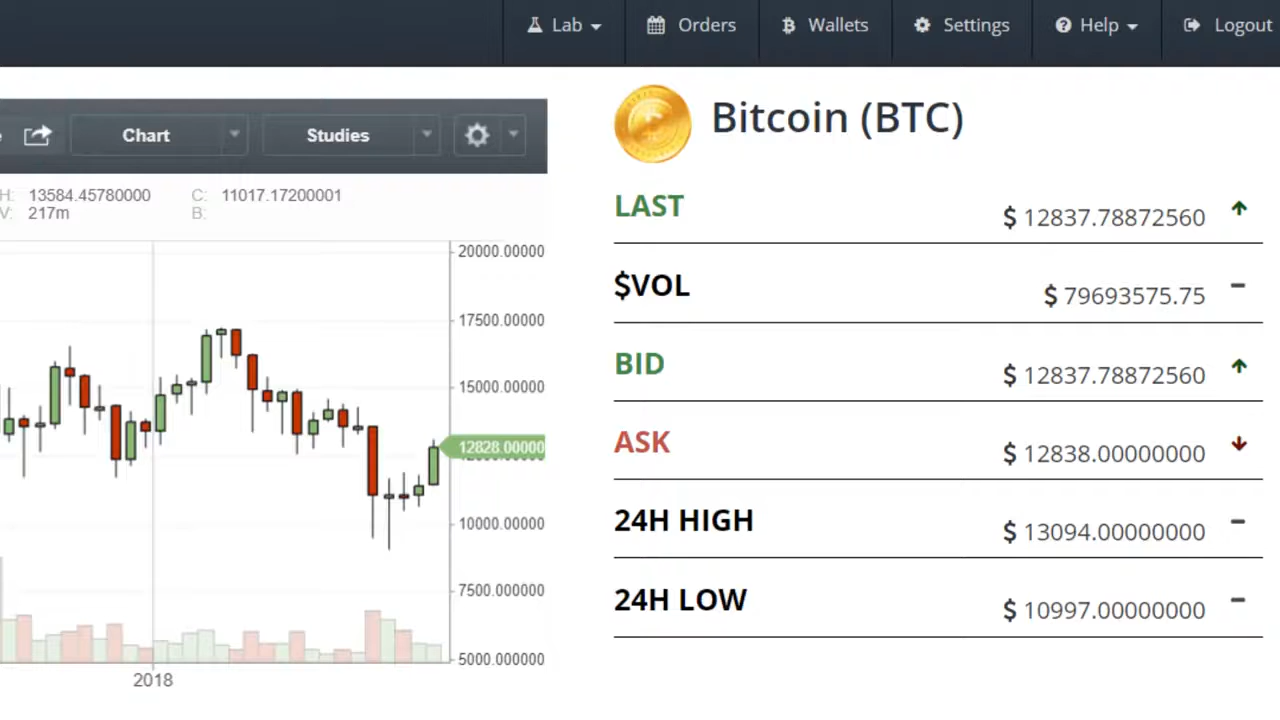 Lab Orders Wallets Settings Help Logout
Bitcoin (BTC)
Chart Studies
H: 13584.45780000 C: 11017.17200001
V: 217m B:
LAST $ 12837.78872560
$VOL $ 79693575.75
BID $ 12837.78872560
ASK $ 12838.00000000
24H HIGH $ 13094.00000000
24H LOW $ 10997.00000000
20000.00000
17500.00000
15000.00000
12828.00000
10000.00000
7500.000000
5000.000000
2018